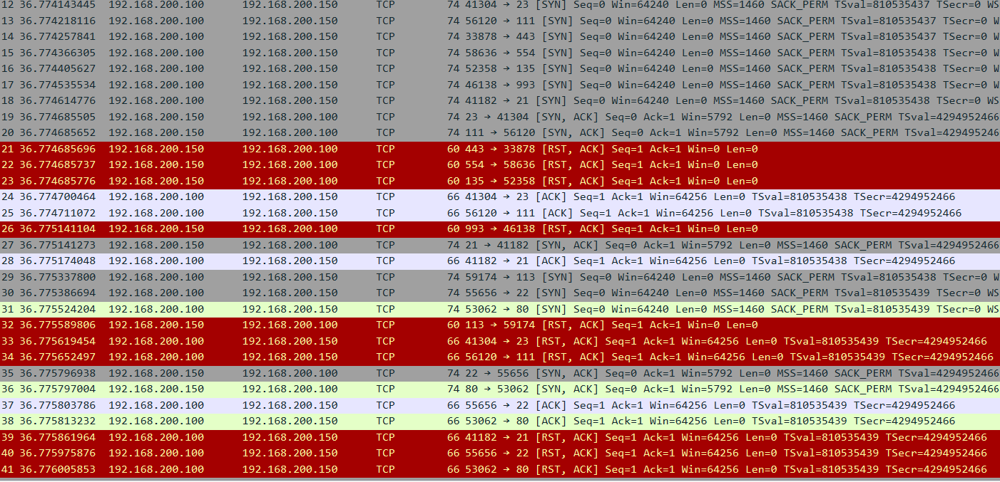 12 36.774143445 192.168.200.100 192.168.200.150 TCP 74 41304 → 23 [SYN] Seq=0 Win=64240 Len=0 MSS=1460 SACK_PERM TSval=810535437 TSecr=0 WS
13 36.774218116 192.168.200.100 192.168.200.150 TCP 74 56120 → 111 [SYN] Seq=0 Win=64240 Len=0 MSS=1460 SACK_PERM TSval=810535437 TSecr=0 W
14 36.774257841 192.168.200.100 192.168.200.150 TCP 74 33878 → 443 [SYN] Seq=0 Win=64240 Len=0 MSS=1460 SACK_PERM TSval=810535437 TSecr=0 W
15 36.774366305 192.168.200.100 192.168.200.150 TCP 74 58636 → 554 [SYN] Seq=0 Win=64240 Len=0 MSS=1460 SACK_PERM TSval=810535438 TSecr=0 W
16 36.774405627 192.168.200.100 192.168.200.150 TCP 74 52358 → 135 [SYN] Seq=0 Win=64240 Len=0 MSS=1460 SACK_PERM TSval=810535438 TSecr=0 W
17 36.774535534 192.168.200.100 192.168.200.150 TCP 74 46138 → 993 [SYN] Seq=0 Win=64240 Len=0 MSS=1460 SACK_PERM TSval=810535438 TSecr=0 W
18 36.774614776 192.168.200.100 192.168.200.150 TCP 74 41182 → 21 [SYN] Seq=0 Win=64240 Len=0 MSS=1460 SACK_PERM TSval=810535438 TSecr=0 WS
19 36.774685505 192.168.200.150 192.168.200.100 TCP 74 23 → 41304 [SYN, ACK] Seq=0 Ack=1 Win=5792 Len=0 MSS=1460 SACK_PERM TSval=4294952466
20 36.774685652 192.168.200.150 192.168.200.100 TCP 74 111 → 56120 [SYN, ACK] Seq=0 Ack=1 Win=5792 Len=0 MSS=1460 SACK_PERM TSval=429495246
21 36.774685696 192.168.200.150 192.168.200.100 TCP 60 443 → 33878 [RST, ACK] Seq=1 Ack=1 Win=0 Len=0
22 36.774685737 192.168.200.150 192.168.200.100 TCP 60 554 → 58636 [RST, ACK] Seq=1 Ack=1 Win=0 Len=0
23 36.774685776 192.168.200.150 192.168.200.100 TCP 60 135 → 52358 [RST, ACK] Seq=1 Ack=1 Win=0 Len=0
24 36.774700464 192.168.200.100 192.168.200.150 TCP 66 41304 → 23 [ACK] Seq=1 Ack=1 Win=64256 Len=0 TSval=810535438 TSecr=4294952466
25 36.774711072 192.168.200.100 192.168.200.150 TCP 66 56120 → 111 [ACK] Seq=1 Ack=1 Win=64256 Len=0 TSval=810535438 TSecr=4294952466
26 36.775141104 192.168.200.150 192.168.200.100 TCP 60 993 → 46138 [RST, ACK] Seq=1 Ack=1 Win=0 Len=0
27 36.775141273 192.168.200.150 192.168.200.100 TCP 74 21 → 41182 [SYN, ACK] Seq=0 Ack=1 Win=5792 Len=0 MSS=1460 SACK_PERM TSval=4294952466
28 36.775174048 192.168.200.100 192.168.200.150 TCP 66 41182 → 21 [ACK] Seq=1 Ack=1 Win=64256 Len=0 TSval=810535438 TSecr=4294952466
29 36.775337800 192.168.200.100 192.168.200.150 TCP 74 59174 → 113 [SYN] Seq=0 Win=64240 Len=0 MSS=1460 SACK_PERM TSval=810535438 TSecr=0 W
30 36.775386694 192.168.200.100 192.168.200.150 TCP 74 55656 → 22 [SYN] Seq=0 Win=64240 Len=0 MSS=1460 SACK_PERM TSval=810535439 TSecr=0 WS
31 36.775524204 192.168.200.100 192.168.200.150 TCP 74 53062 → 80 [SYN] Seq=0 Win=64240 Len=0 MSS=1460 SACK_PERM TSval=810535439 TSecr=0 WS
32 36.775589806 192.168.200.150 192.168.200.100 TCP 60 113 → 59174 [RST, ACK] Seq=1 Ack=1 Win=0 Len=0
33 36.775619454 192.168.200.100 192.168.200.150 TCP 66 41304 → 23 [RST, ACK] Seq=1 Ack=1 Win=64256 Len=0 TSval=810535439 TSecr=4294952466
34 36.775652497 192.168.200.100 192.168.200.150 TCP 66 56120 → 111 [RST, ACK] Seq=1 Ack=1 Win=64256 Len=0 TSval=810535439 TSecr=4294952466
35 36.775796938 192.168.200.150 192.168.200.100 TCP 74 22 → 55656 [SYN, ACK] Seq=0 Ack=1 Win=5792 Len=0 MSS=1460 SACK_PERM TSval=4294952466
36 36.775797004 192.168.200.150 192.168.200.100 TCP 74 80 → 53062 [SYN, ACK] Seq=0 Ack=1 Win=5792 Len=0 MSS=1460 SACK_PERM TSval=4294952466
37 36.775803786 192.168.200.100 192.168.200.150 TCP 66 55656 → 22 [ACK] Seq=1 Ack=1 Win=64256 Len=0 TSval=810535439 TSecr=4294952466
38 36.775813232 192.168.200.100 192.168.200.150 TCP 66 53062 → 80 [ACK] Seq=1 Ack=1 Win=64256 Len=0 TSval=810535439 TSecr=4294952466
39 36.775861964 192.168.200.100 192.168.200.150 TCP 66 41182 → 21 [RST, ACK] Seq=1 Ack=1 Win=64256 Len=0 TSval=810535439 TSecr=4294952466
40 36.775975876 192.168.200.100 192.168.200.150 TCP 66 55656 → 22 [RST, ACK] Seq=1 Ack=1 Win=64256 Len=0 TSval=810535439 TSecr=4294952466
41 36.776005853 192.168.200.100 192.168.200.150 TCP 66 53062 → 80 [RST, ACK] Seq=1 Ack=1 Win=64256 Len=0 TSval=810535439 TSecr=4294952466